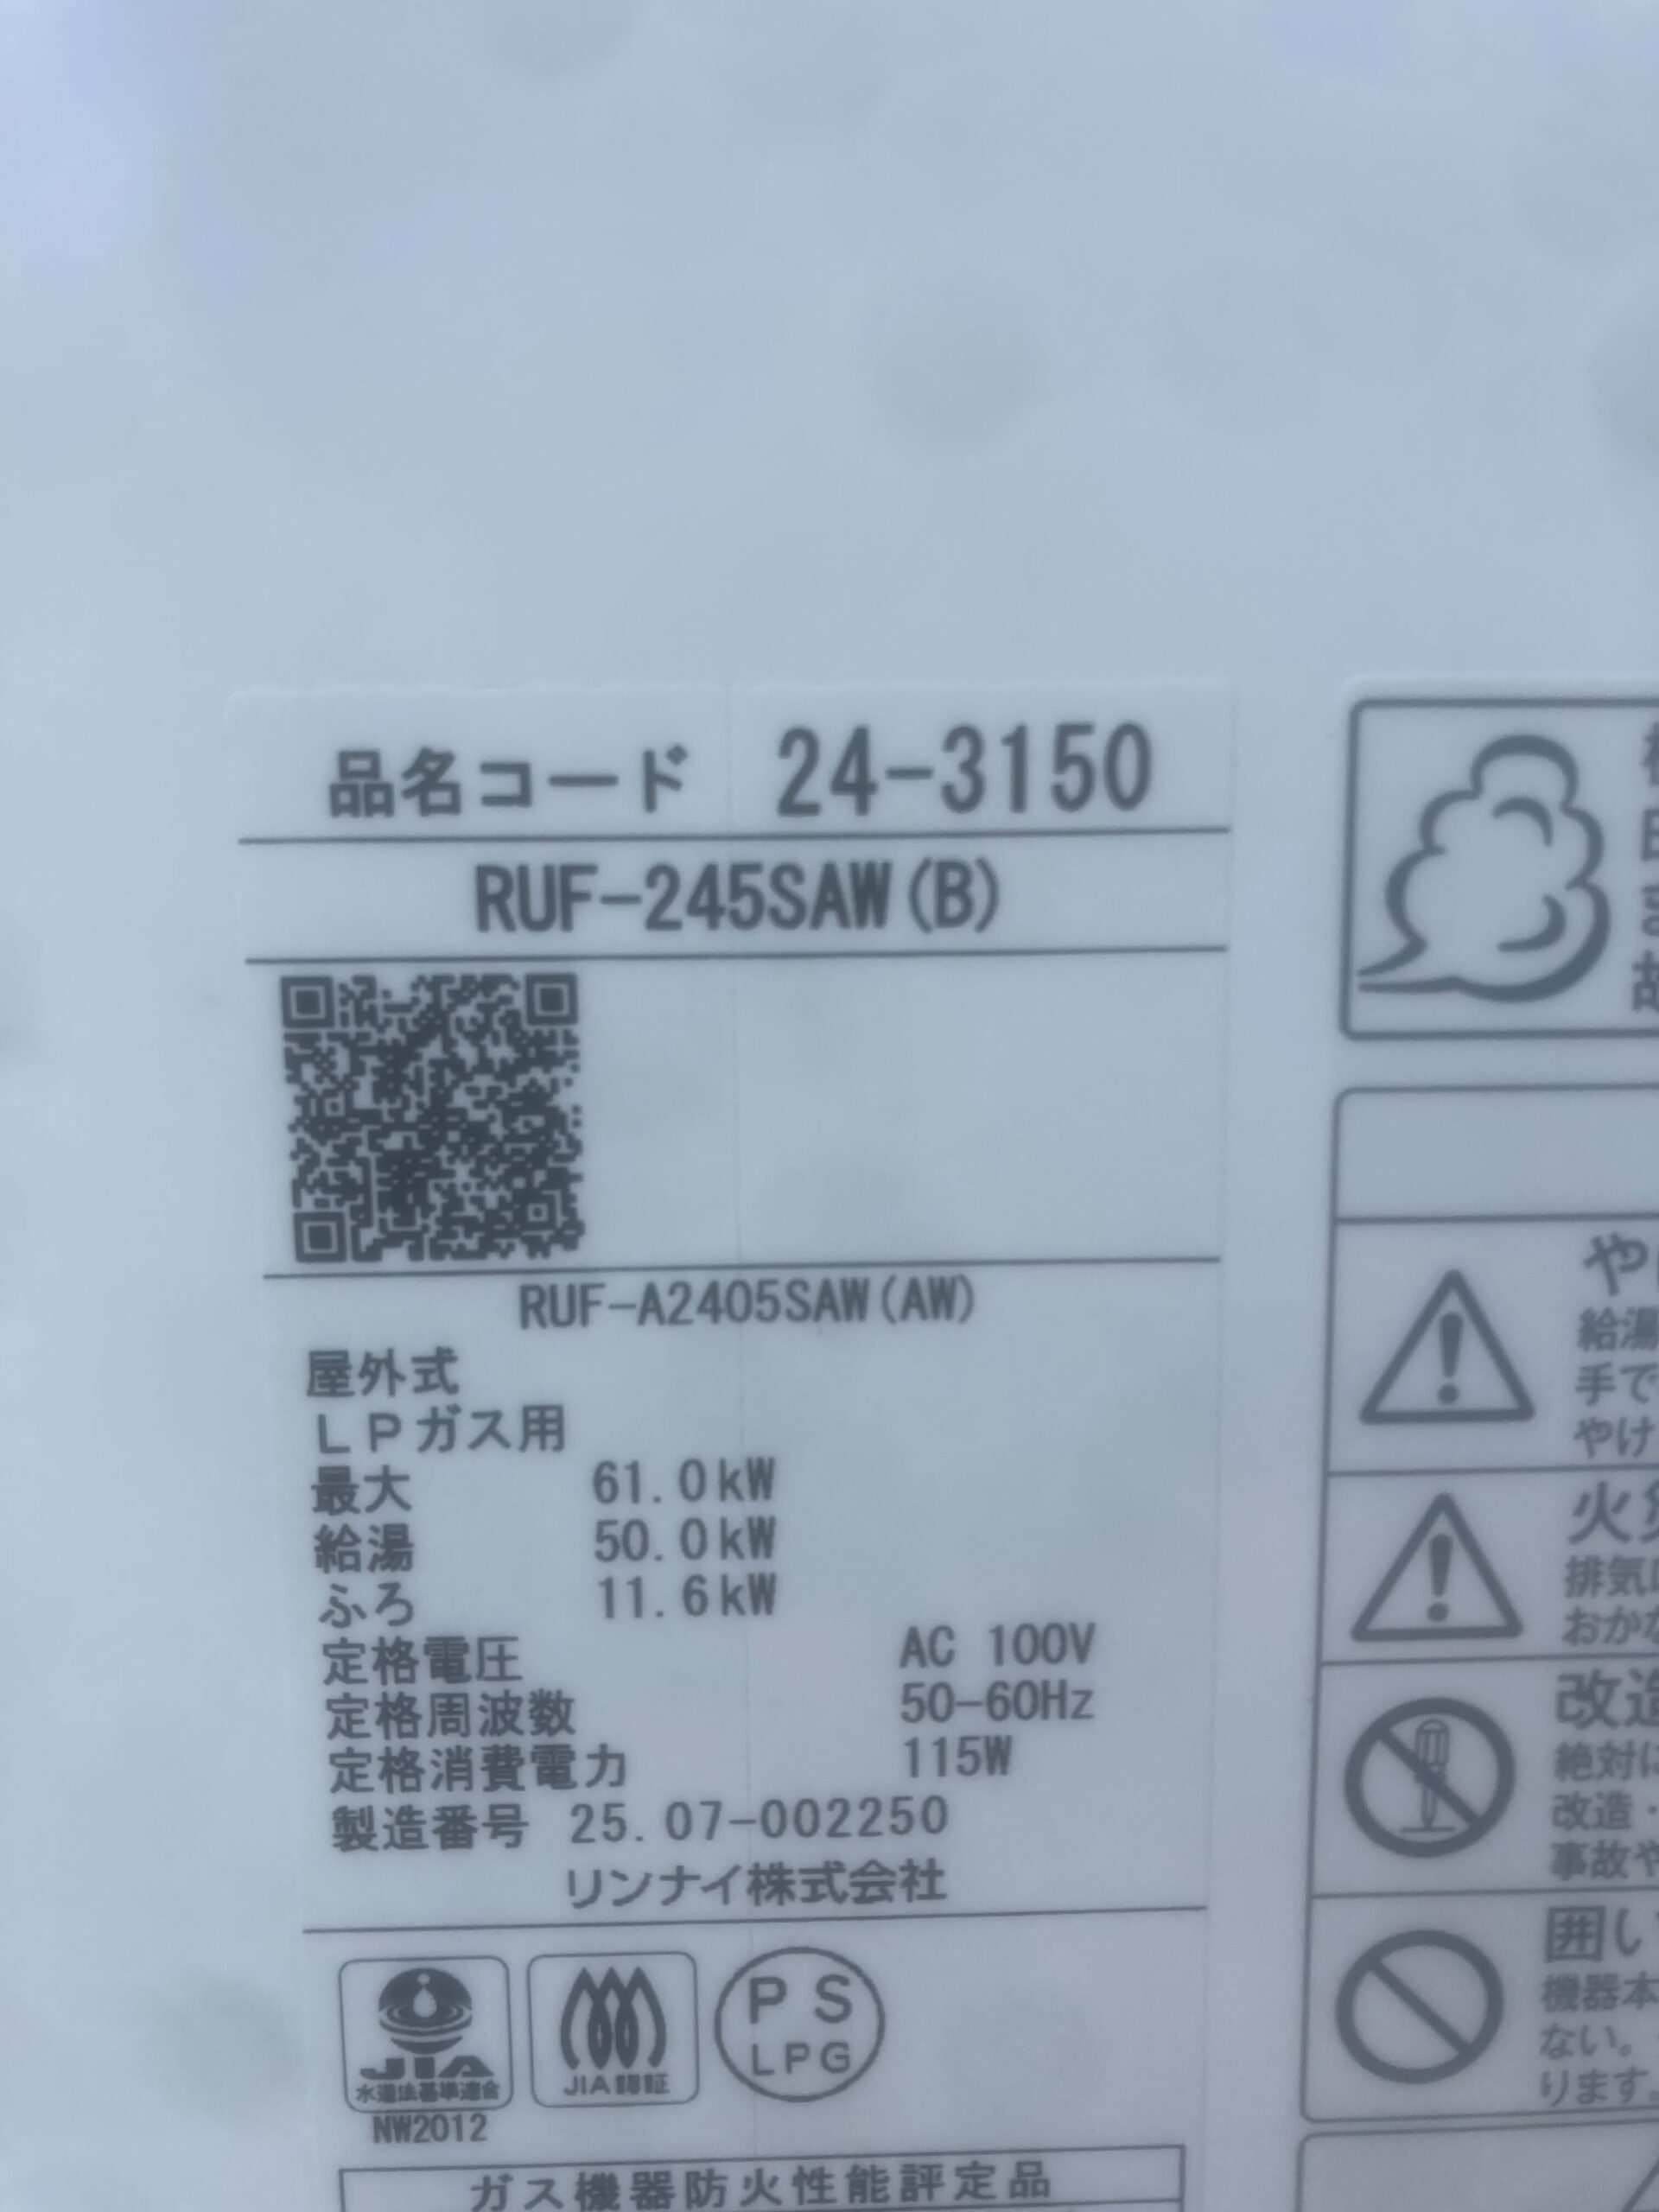 品名コード 24-3150
RUF-245SAW(B)
RUF-A2405SAW(AW)
屋外式
LPガス用
最大 61.0kW
給湯 50.0kW
ふろ 11.6kW
定格電圧 AC 100V
定格周波数 50-60Hz
定格消費電力 115W
製造番号 25.07-002250
リンナイ株式会社
JIA
水道法基準適合
NW2012
JIA認証
PS
LPG
ガス機器防火性能評定品
や
給湯
手で
やけ
火災
排気
おかな
改造
絶対に
改造・
事故や
囲い
機器本
ない。
ります。